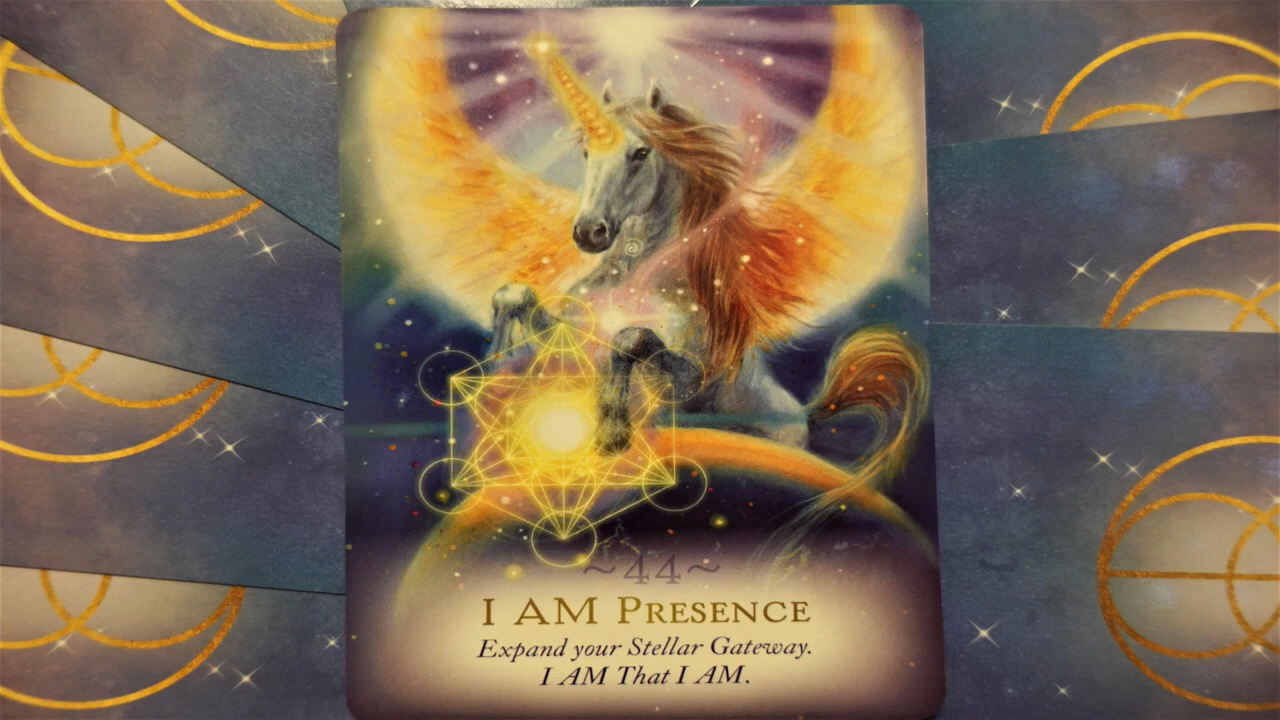 ~44~
I AM PRESENCE
Expand your Stellar Gateway.
I AM That I AM.